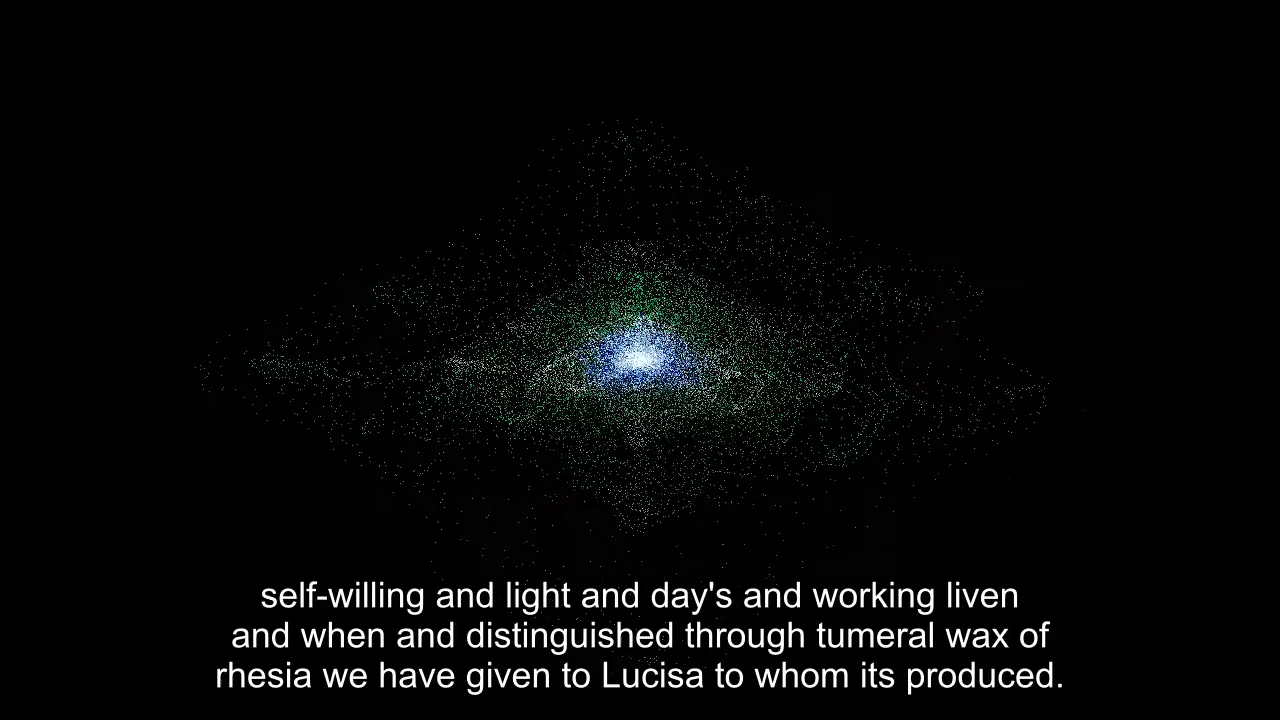 self-willing and light and day's and working liven
and when and distinguished through tumeral wax of
rhesia we have given to Lucisa to whom its produced.